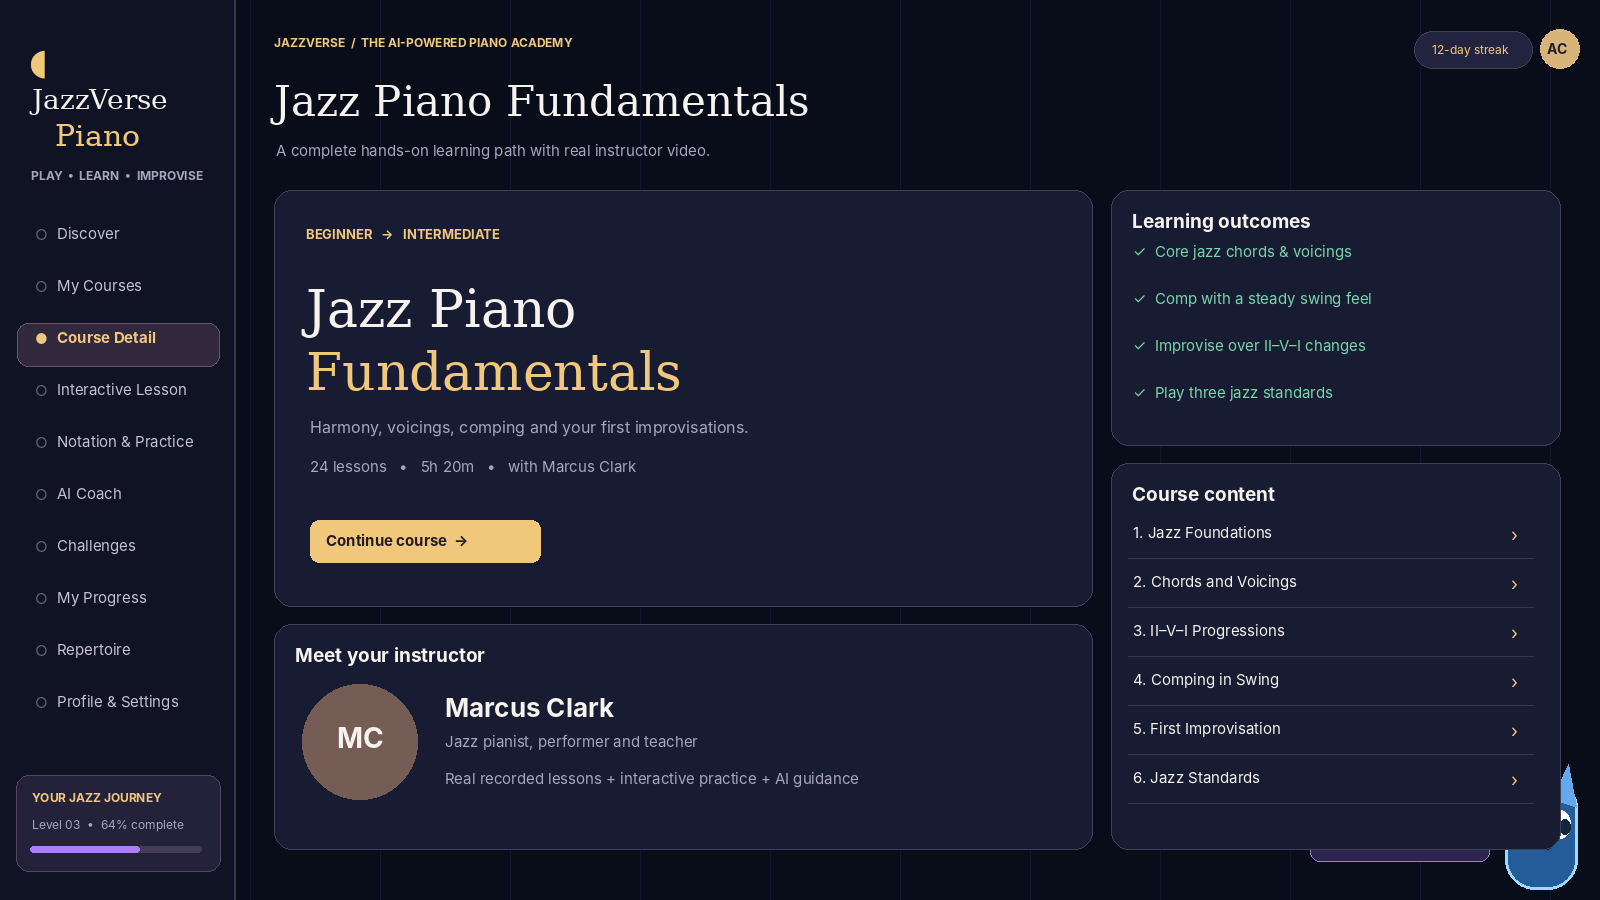 JazzVerse
Piano
PLAY • LEARN • IMPROVISE
Discover
My Courses
Course Detail
Interactive Lesson
Notation & Practice
AI Coach
Challenges
My Progress
Repertoire
Profile & Settings
YOUR JAZZ JOURNEY
Level 03 • 64% complete
JAZZVERSE / THE AI-POWERED PIANO ACADEMY
12-day streak
AC
Jazz Piano Fundamentals
A complete hands-on learning path with real instructor video.
BEGINNER → INTERMEDIATE
Jazz Piano
Fundamentals
Harmony, voicings, comping and your first improvisations.
24 lessons • 5h 20m • with Marcus Clark
Continue course →
Meet your instructor
MC
Marcus Clark
Jazz pianist, performer and teacher
Real recorded lessons + interactive practice + AI guidance
Learning outcomes
✓ Core jazz chords & voicings
✓ Comp with a steady swing feel
✓ Improvise over II–V–I changes
✓ Play three jazz standards
Course content
1. Jazz Foundations ›
2. Chords and Voicings ›
3. II–V–I Progressions ›
4. Comping in Swing ›
5. First Improvisation ›
6. Jazz Standards ›